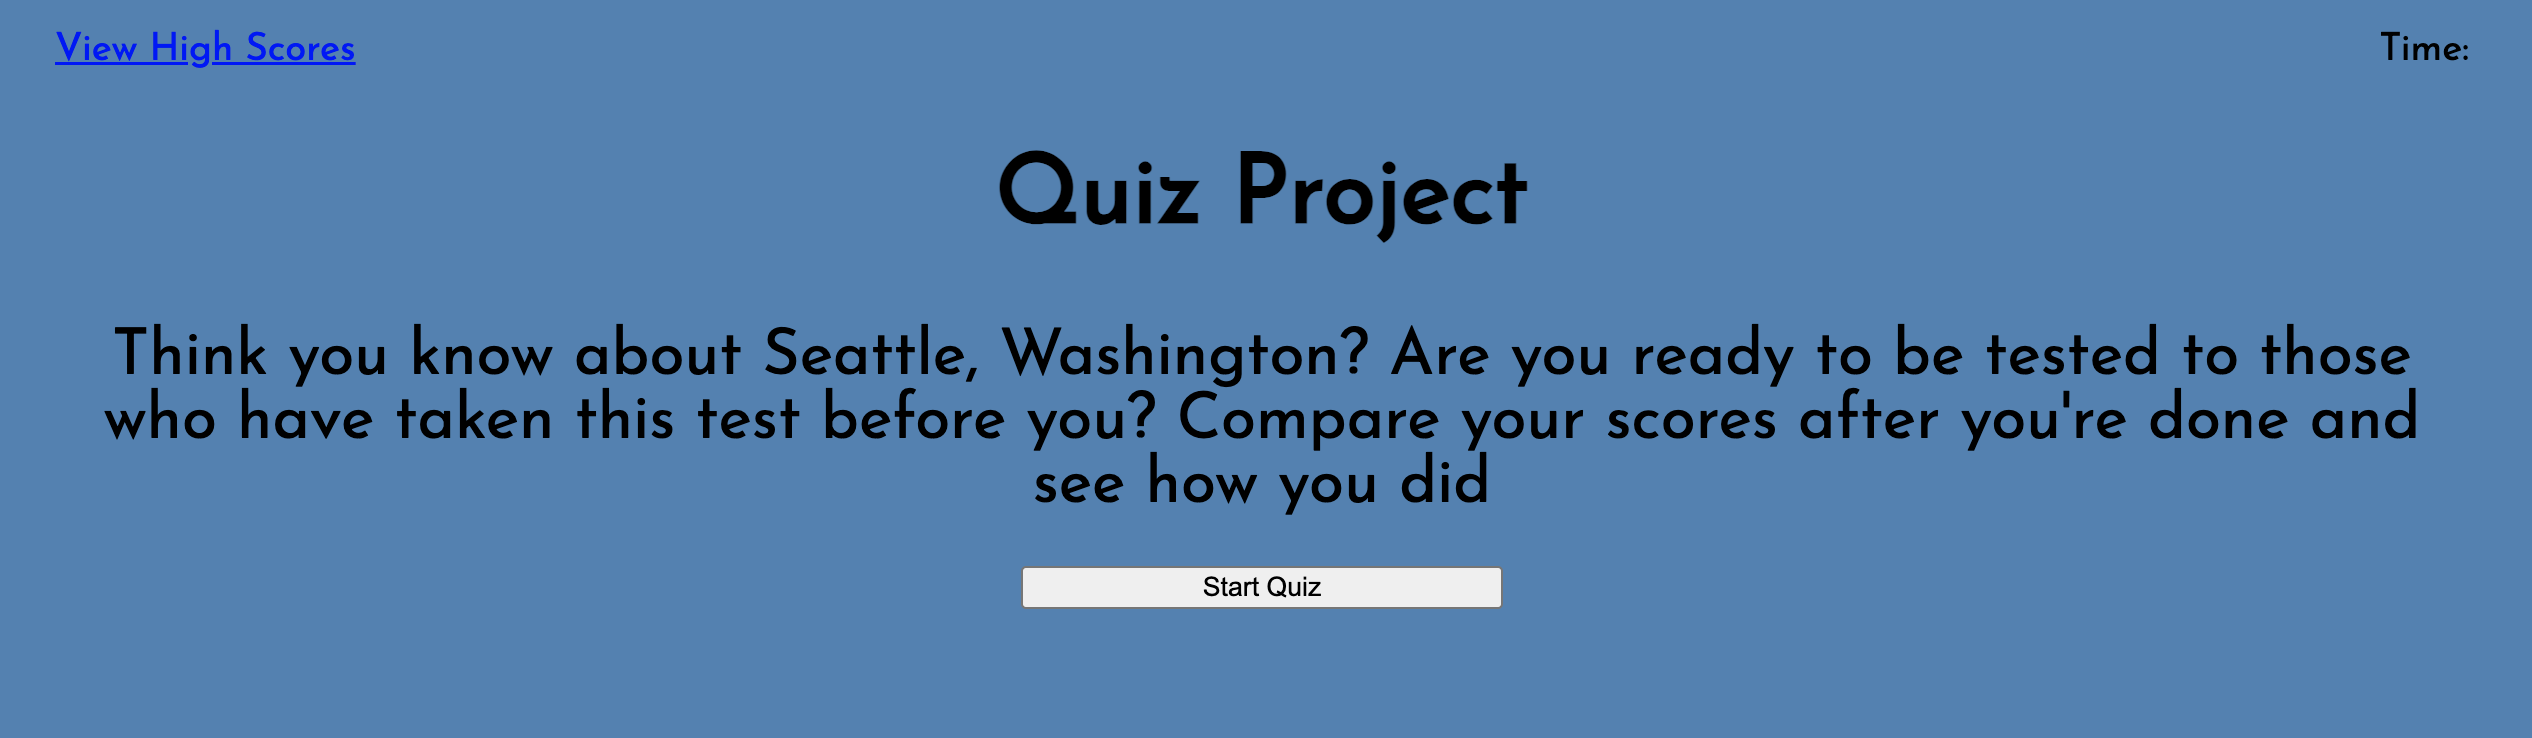 View High Scores
Time:
Quiz Project
Think you know about Seattle, Washington? Are you ready to be tested to those
who have taken this test before you? Compare your scores after you're done and
see how you did
Start Quiz